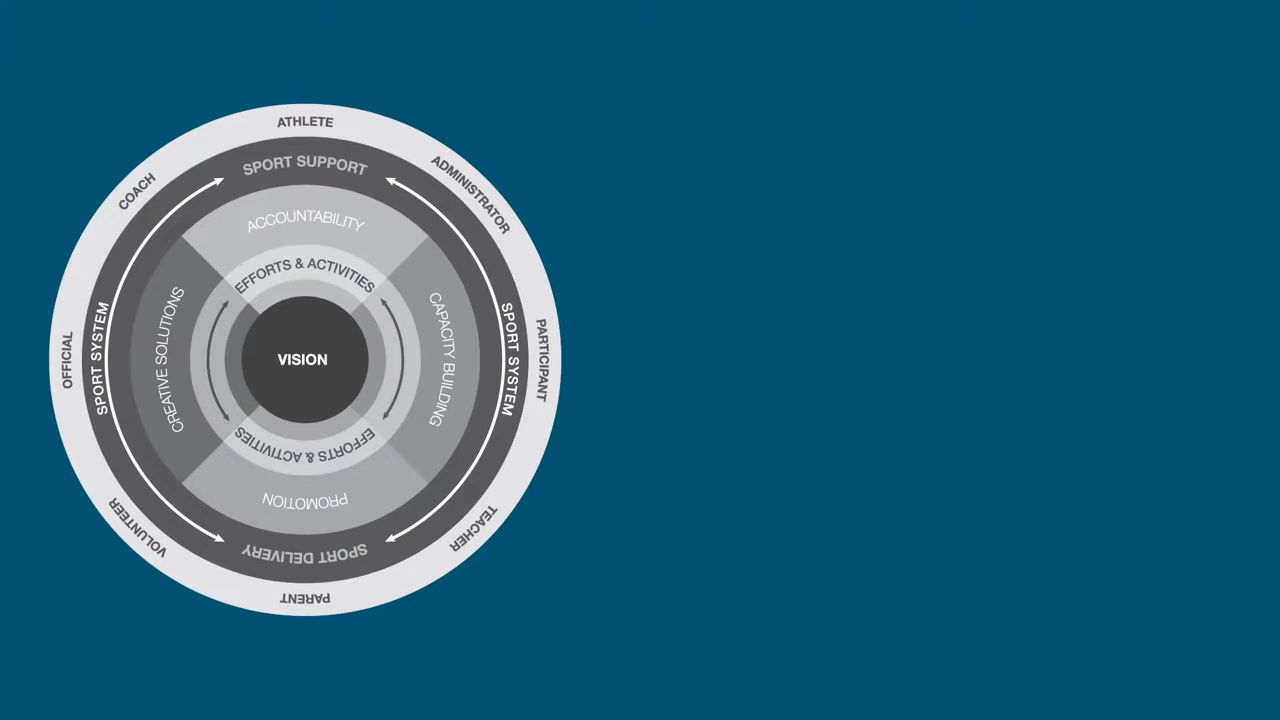 ATHLETE
ADMINISTRATOR
PARTICIPANT
TEACHER
PARENT
VOLUNTEER
OFFICIAL
COACH
SPORT SUPPORT
SPORT SYSTEM
SPORT DELIVERY
SPORT SYSTEM
ACCOUNTABILITY
CAPACITY BUILDING
PROMOTION
CREATIVE SOLUTIONS
EFFORTS & ACTIVITIES
EFFORTS & ACTIVITIES
VISION